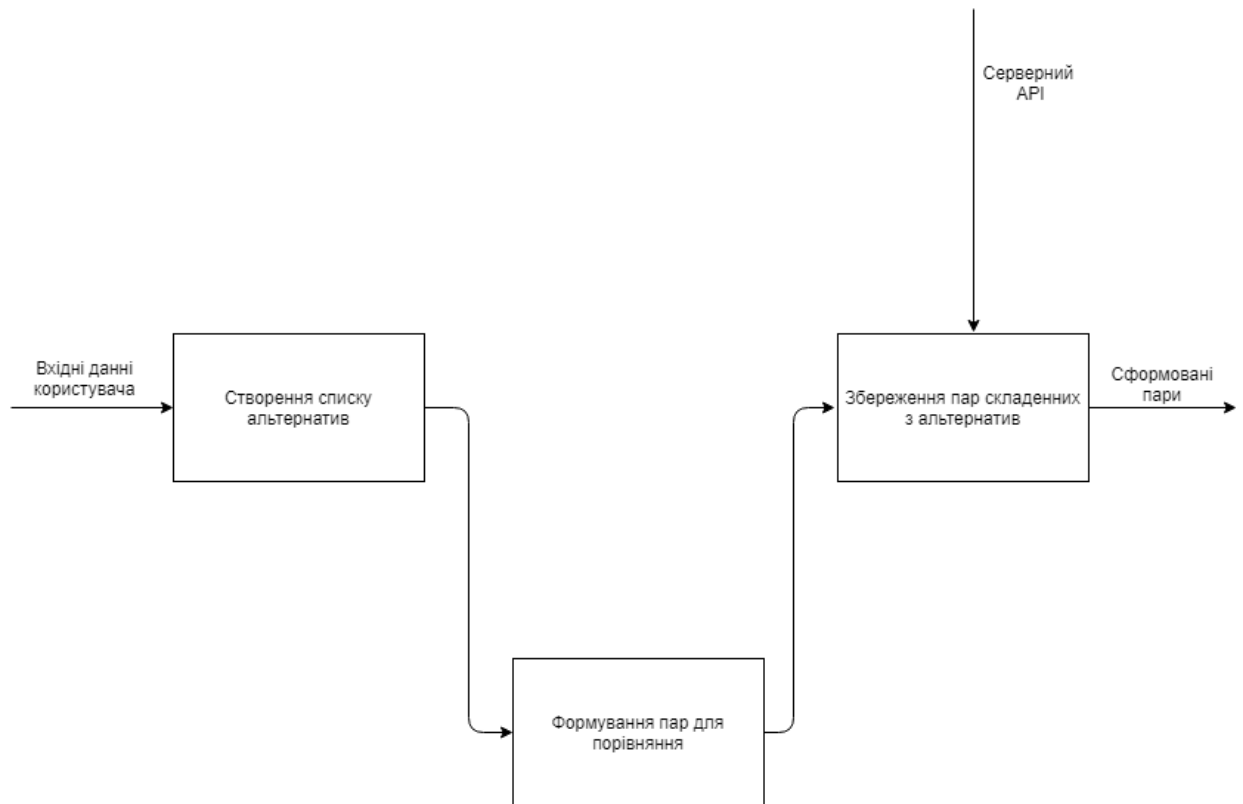 Серверний
API
Вхідні данні
користувача
Створення списку
альтернатив
Збереження пар складенних
з альтернатив
Сформовані
пари
Формування пар для
порівняння